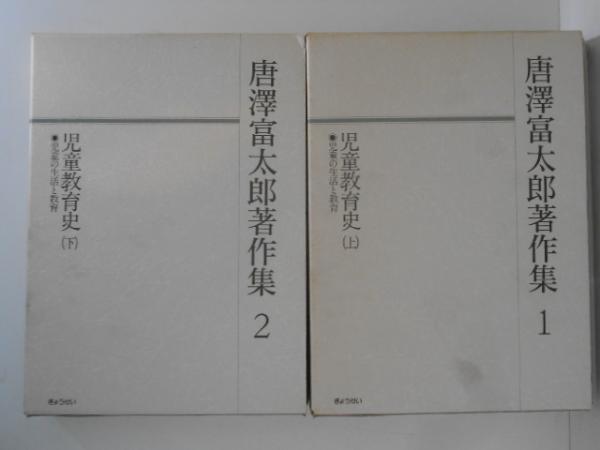 唐澤富太郎著作集 1
児童教育史(上)
●児童の生活と教育
ぎょうせい
唐澤富太郎著作集 2
児童教育史(下)
●児童の生活と教育
ぎょうせい